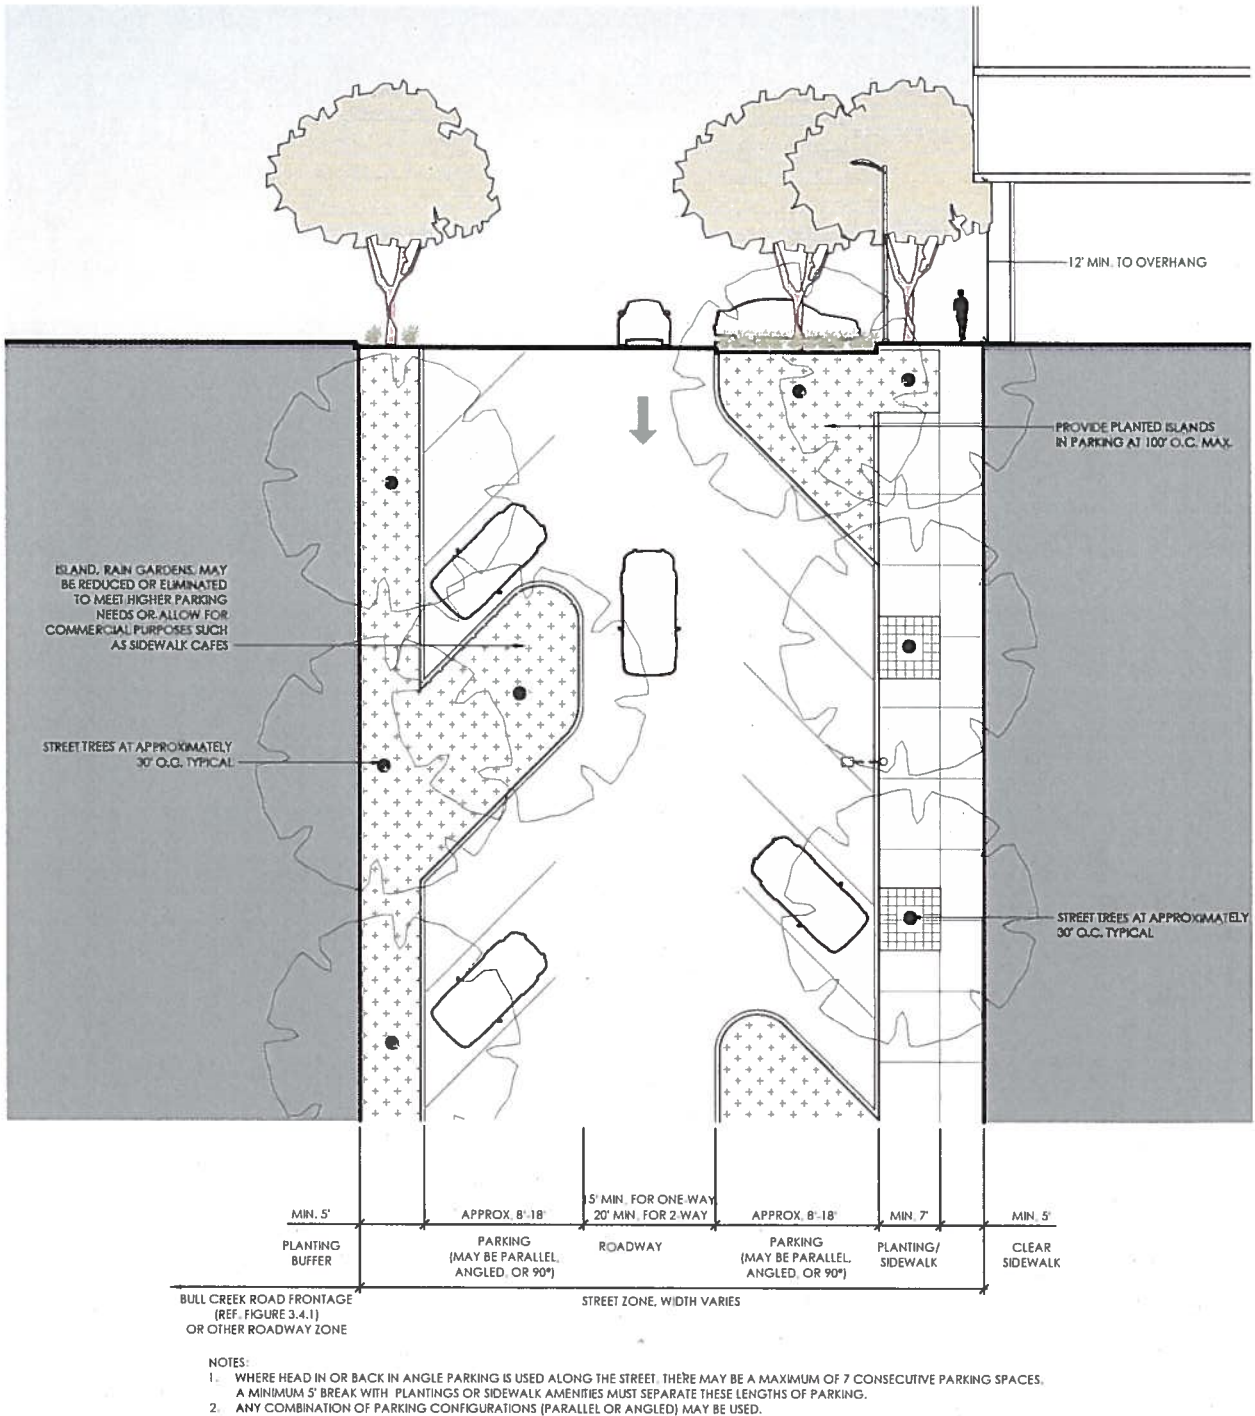 12' MIN. TO OVERHANG
PROVIDE PLANTED ISLANDS
IN PARKING AT 100' O.C. MAX.
ISLAND, RAIN GARDENS, MAY
BE REDUCED OR ELIMINATED
TO MEET HIGHER PARKING
NEEDS OR ALLOW FOR
COMMERCIAL PURPOSES SUCH
AS SIDEWALK CAFES
STREET TREES AT APPROXIMATELY
30' O.C. TYPICAL
STREET TREES AT APPROXIMATELY
30' O.C. TYPICAL
MIN. 5'
APPROX. 8'-18'
15' MIN. FOR ONE-WAY
20' MIN. FOR 2-WAY
APPROX. 8'-18'
MIN. 7'
MIN. 5'
PLANTING
BUFFER
PARKING
(MAY BE PARALLEL,
ANGLED, OR 90°)
ROADWAY
PARKING
(MAY BE PARALLEL,
ANGLED, OR 90°)
PLANTING/
SIDEWALK
CLEAR
SIDEWALK
BULL CREEK ROAD FRONTAGE
(REF. FIGURE 3.4.1)
OR OTHER ROADWAY ZONE
STREET ZONE, WIDTH VARIES
NOTES:
1. WHERE HEAD IN OR BACK IN ANGLE PARKING IS USED ALONG THE STREET, THERE MAY BE A MAXIMUM OF 7 CONSECUTIVE PARKING SPACES.
A MINIMUM 5' BREAK WITH PLANTINGS OR SIDEWALK AMENITIES MUST SEPARATE THESE LENGTHS OF PARKING.
2. ANY COMBINATION OF PARKING CONFIGURATIONS (PARALLEL OR ANGLED) MAY BE USED.